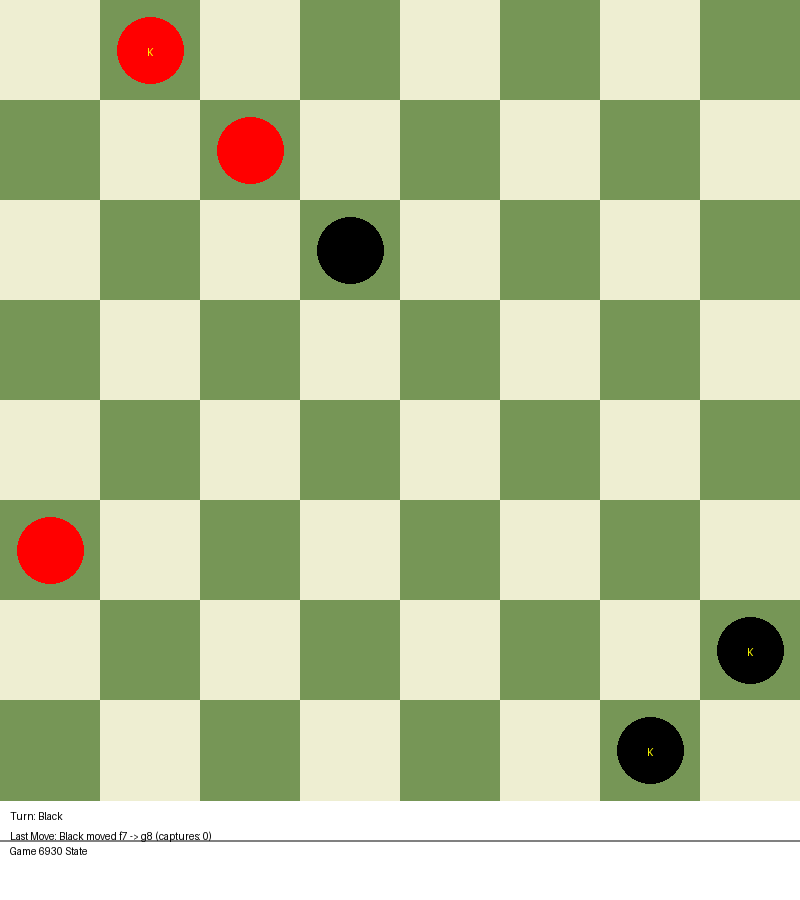 K
K
K
Turn: Black
Last Move: Black moved f7 -> g8 (captures: 0)
Game 6930 State